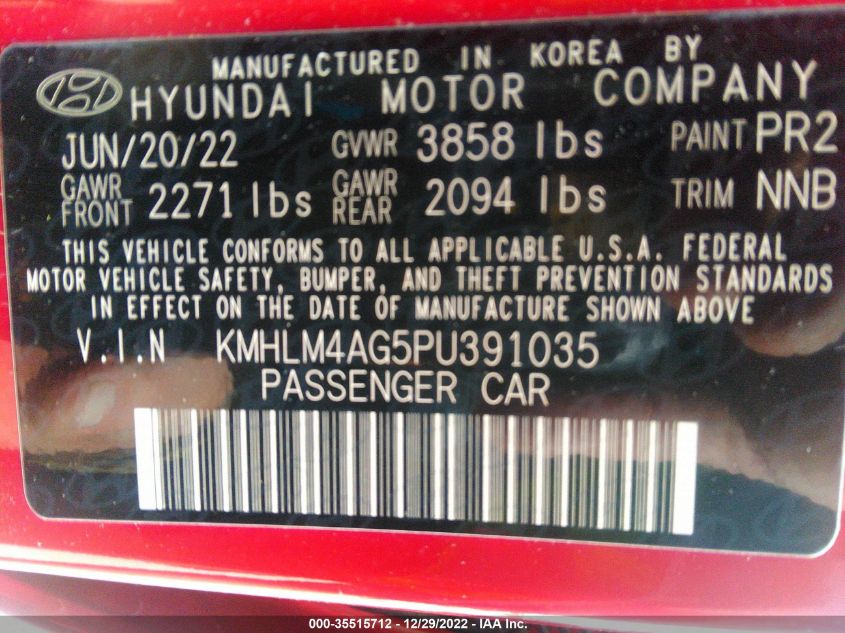 MANUFACTURED IN KOREA BY
HYUNDAI MOTOR COMPANY
JUN/20/22 GVWR 3858 lbs PAINT PR2
GAWR FRONT 2271 lbs GAWR REAR 2094 lbs TRIM NNB
THIS VEHICLE CONFORMS TO ALL APPLICABLE U.S.A. FEDERAL
MOTOR VEHICLE SAFETY, BUMPER, AND THEFT PREVENTION STANDARDS
IN EFFECT ON THE DATE OF MANUFACTURE SHOWN ABOVE
V.I.N KMHLM4AG5PU391035
PASSENGER CAR
000-35515712 - 12/29/2022 - IAA Inc.